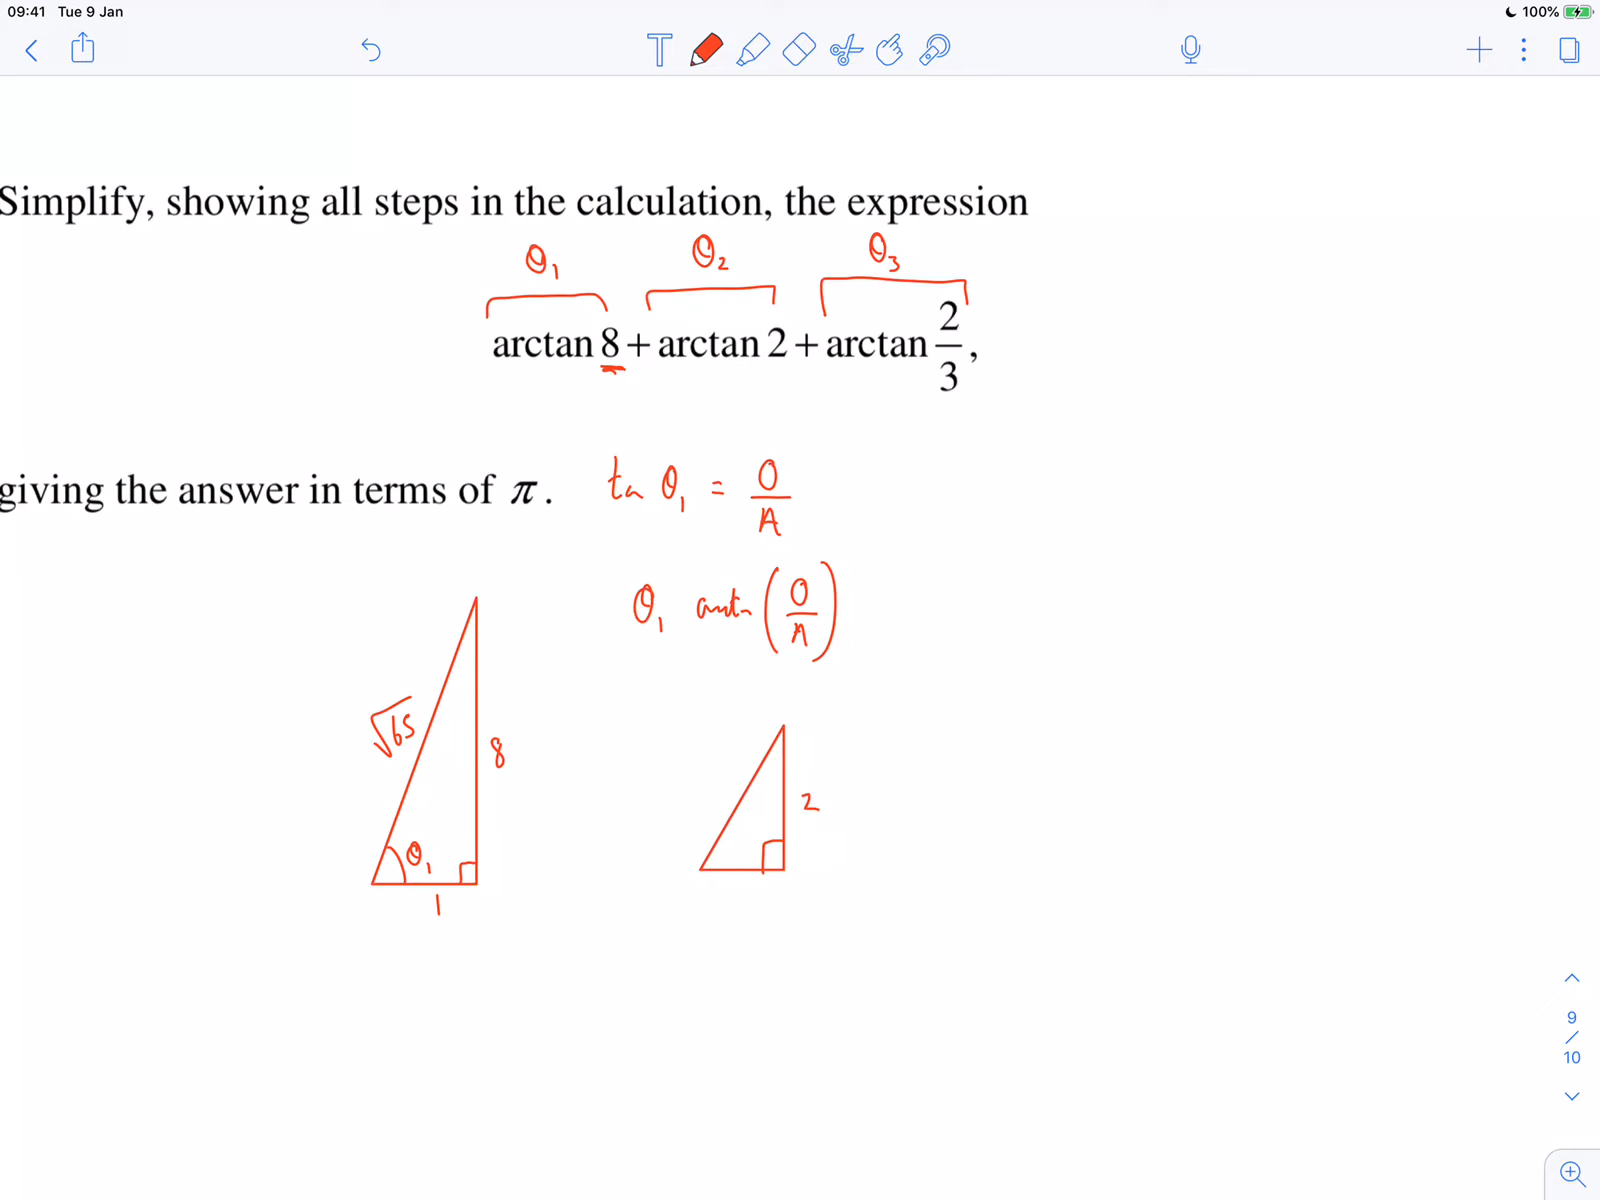 09:41 Tue 9 Jan 100%
T
Simplify, showing all steps in the calculation, the expression
θ₁ θ₂ θ₃
arctan 8 + arctan 2 + arctan 2/3,
giving the answer in terms of π.
tan θ₁ = O/A
θ₁ arctan (O/A)
√65
8
2
θ₁
1
9
/
10